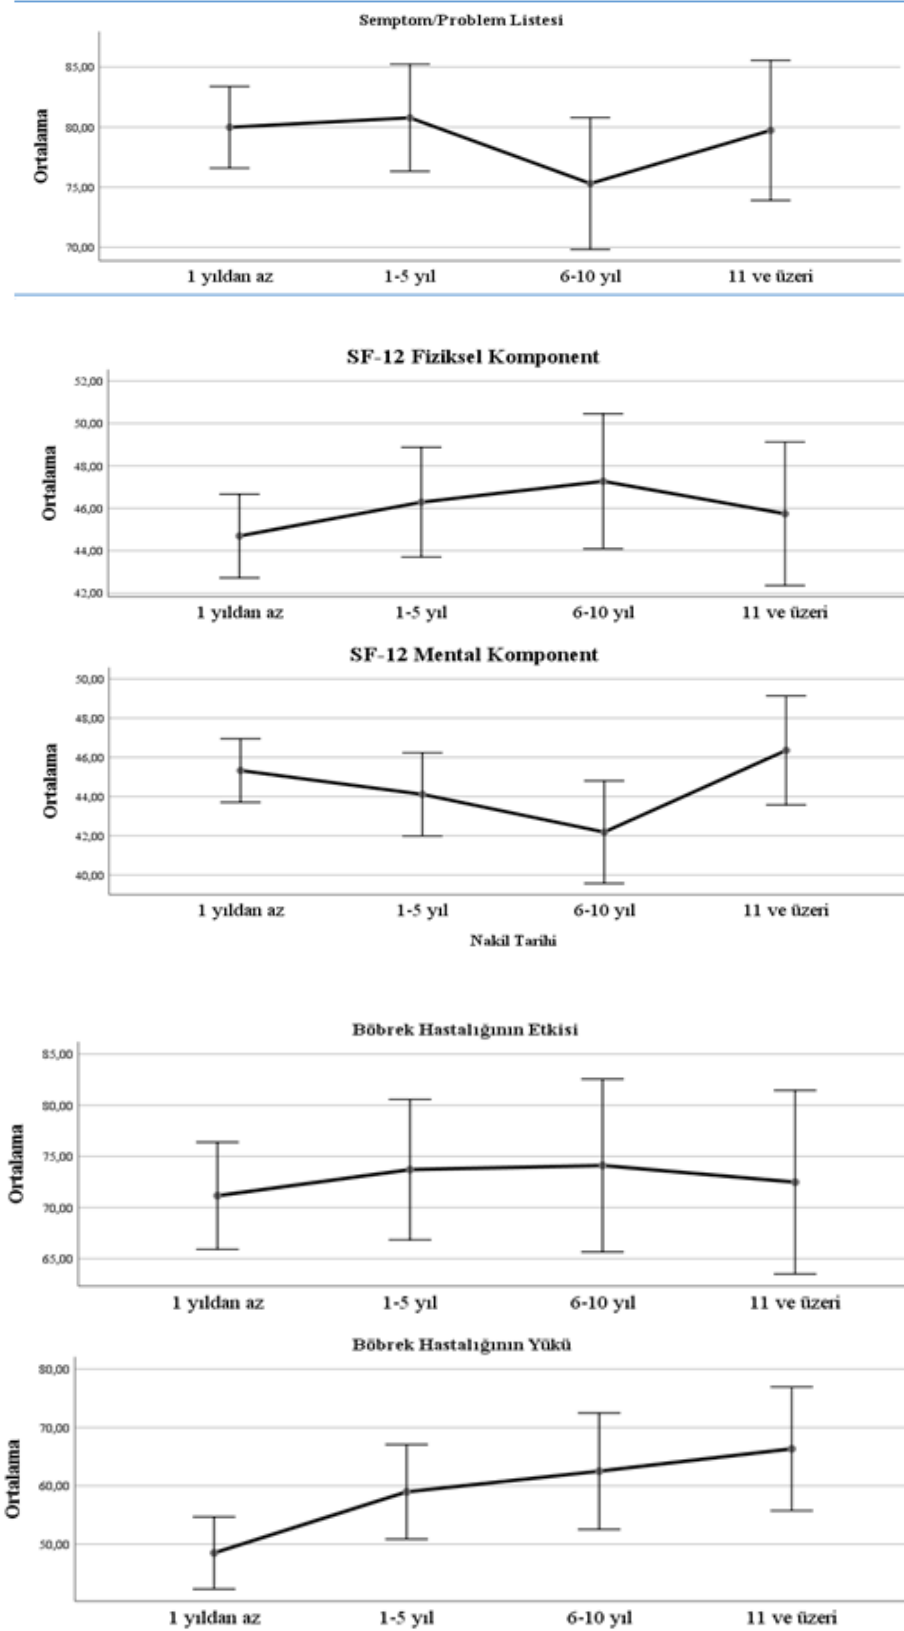 Semptom/Problem Listesi
Ortalama
85,00
80,00
75,00
70,00
1 yıldan az 1-5 yıl 6-10 yıl 11 ve üzeri
SF-12 Fiziksel Komponent
Ortalama
52,00
50,00
48,00
46,00
44,00
42,00
1 yıldan az 1-5 yıl 6-10 yıl 11 ve üzeri
SF-12 Mental Komponent
Ortalama
50,00
48,00
46,00
44,00
42,00
40,00
1 yıldan az 1-5 yıl 6-10 yıl 11 ve üzeri
Nakil Tarihi
Böbrek Hastalığının Etkisi
Ortalama
85,00
80,00
75,00
70,00
65,00
1 yıldan az 1-5 yıl 6-10 yıl 11 ve üzeri
Böbrek Hastalığının Yükü
Ortalama
80,00
70,00
60,00
50,00
1 yıldan az 1-5 yıl 6-10 yıl 11 ve üzeri